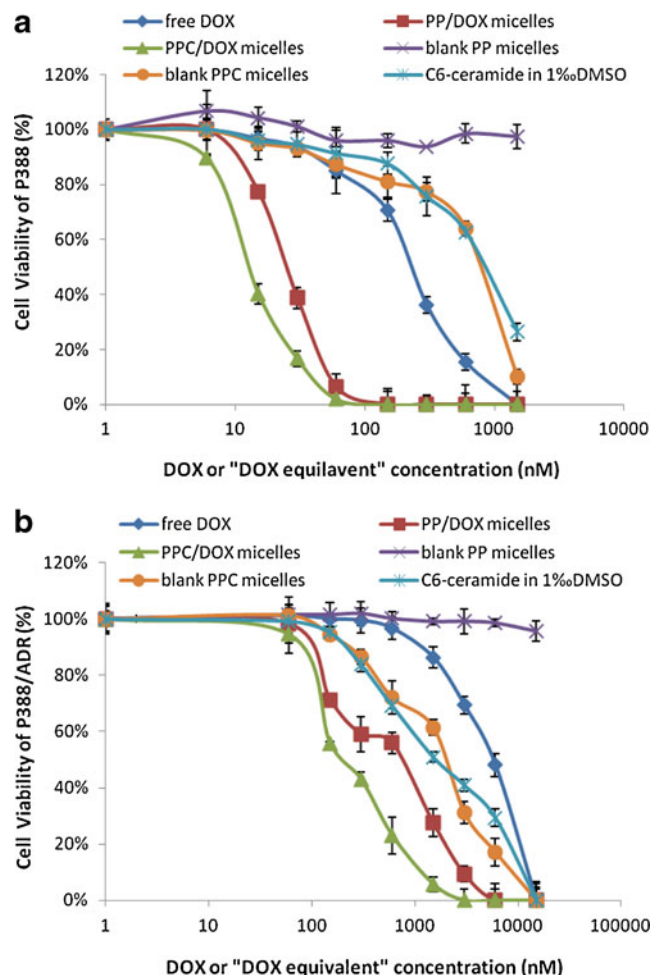 a
free DOX
PP/DOX micelles
PPC/DOX micelles
blank PP micelles
blank PPC micelles
C6-ceramide in 1‰DMSO
Cell Viability of P388 (%)
120%
100%
80%
60%
40%
20%
0%
1
10
100
1000
10000
DOX or "DOX equilavent" concentration (nM)
b
free DOX
PP/DOX micelles
PPC/DOX micelles
blank PP micelles
blank PPC micelles
C6-ceramide in 1‰DMSO
Cell Viability of P388/ADR (%)
120%
100%
80%
60%
40%
20%
0%
1
10
100
1000
10000
100000
DOX or "DOX equivalent" concentration (nM)